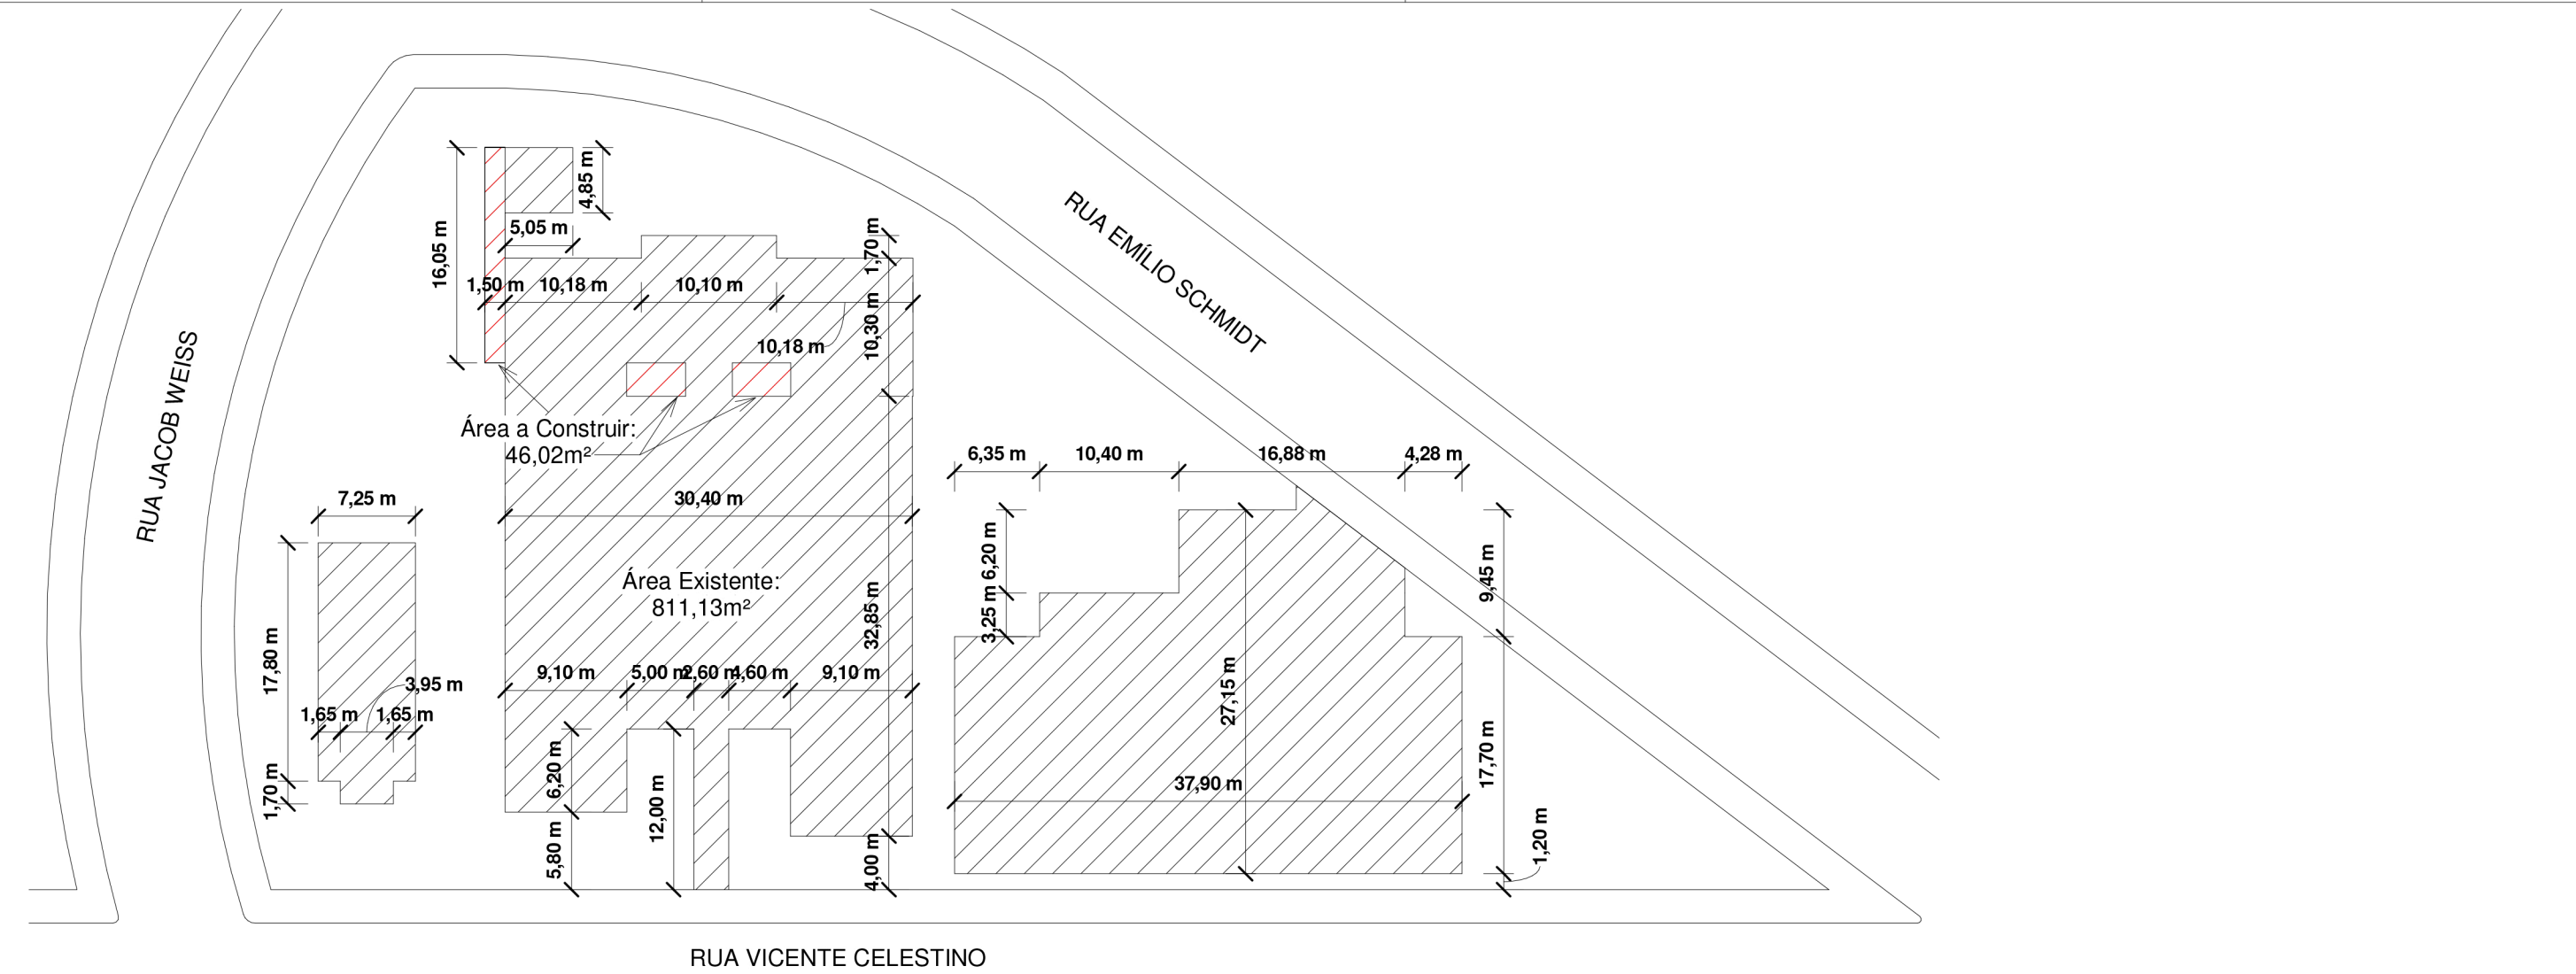 RUA EMÍLIO SCHMIDT
RUA JACOB WEISS
4,85 m
16,05 m
5,05 m
1,70 m
1,50 m
10,18 m
10,10 m
10,30 m
10,18 m
Área a Construir:
46,02m²
6,35 m
10,40 m
16,88 m
4,28 m
7,25 m
30,40 m
6,20 m
9,45 m
3,25 m
Área Existente:
811,13m²
32,85 m
17,80 m
9,10 m
5,00 m
2,60 m
4,60 m
9,10 m
3,95 m
27,15 m
1,65 m
1,65 m
17,70 m
6,20 m
1,70 m
37,90 m
12,00 m
5,80 m
4,00 m
1,20 m
RUA VICENTE CELESTINO